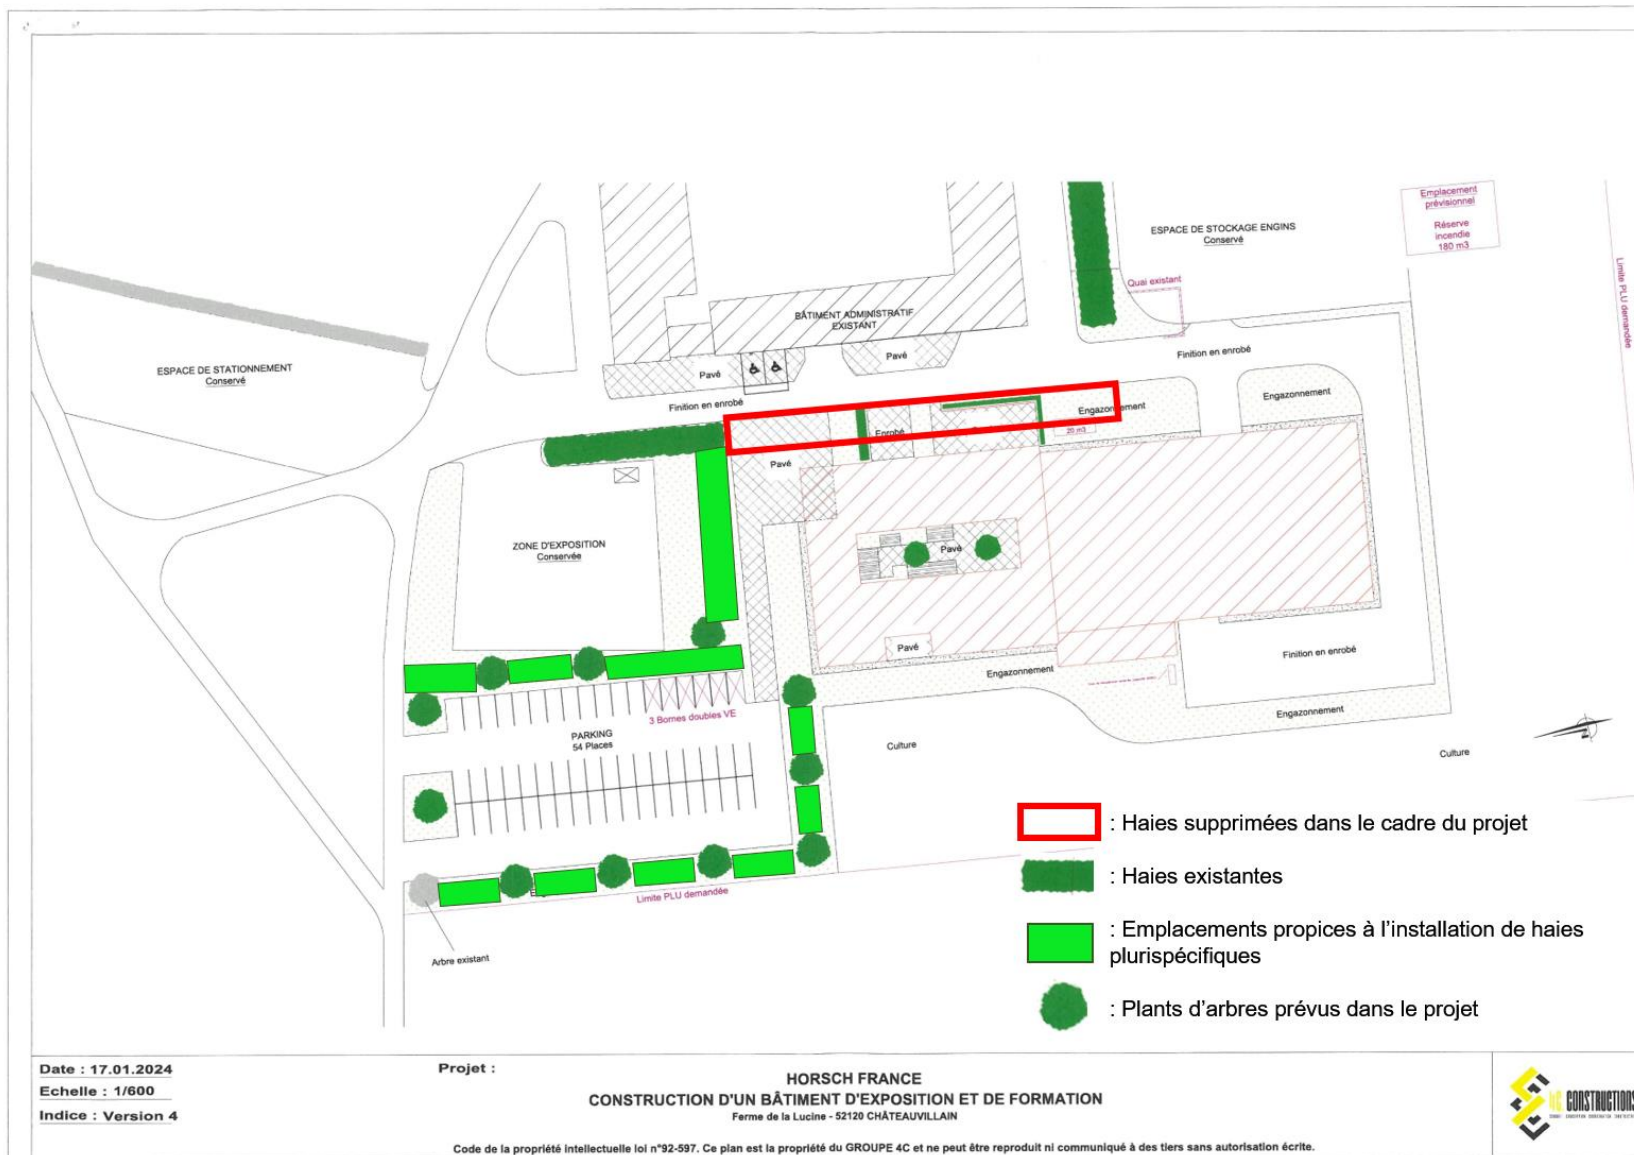 Emplacement
prévisionnel
Réserve
incendie
180 m3
ESPACE DE STOCKAGE ENGINS
Conservé
Limite PLU demandée
Quai existant
BÂTIMENT ADMINISTRATIF
EXISTANT
Pavé
Pavé
Finition en enrobé
ESPACE DE STATIONNEMENT
Conservé
Finition en enrobé
Engazonnement
Engazonnement
Enrobé
20 m3
Pavé
ZONE D'EXPOSITION
Conservée
Pavé
Pavé
Engazonnement
Finition en enrobé
Engazonnement
3 Bornes doubles VE
PARKING
54 Places
Culture
Culture
Limite PLU demandée
Arbre existant
: Haies supprimées dans le cadre du projet
: Haies existantes
: Emplacements propices à l'installation de haies
plurispécifiques
: Plants d'arbres prévus dans le projet
Date : 17.01.2024
Echelle : 1/600
Indice : Version 4
Projet :
HORSCH FRANCE
CONSTRUCTION D'UN BÂTIMENT D'EXPOSITION ET DE FORMATION
Ferme de la Lucine - 52120 CHÂTEAUVILLAIN
4C CONSTRUCTIONS
Code de la propriété intellectuelle loi n°92-597. Ce plan est la propriété du GROUPE 4C et ne peut être reproduit ni communiqué à des tiers sans autorisation écrite.